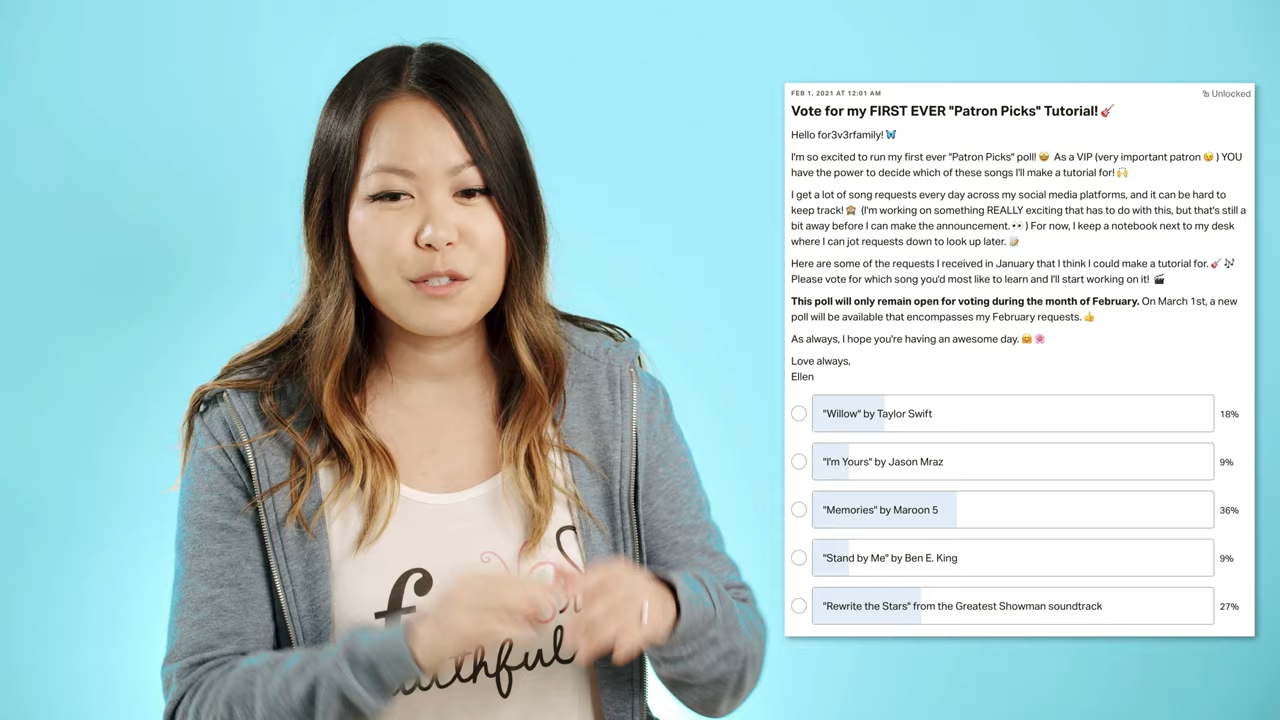 FEB 1, 2021 AT 12:01 AM
Unlocked
Vote for my FIRST EVER "Patron Picks" Tutorial! 🎸
Hello for3v3rfamily! 🦋
I'm so excited to run my first ever "Patron Picks" poll! 🤩 As a VIP (very important patron 😉 ) YOU
have the power to decide which of these songs I'll make a tutorial for! 🙌
I get a lot of song requests every day across my social media platforms, and it can be hard to
keep track! 🙈 (I'm working on something REALLY exciting that has to do with this, but that's still a
bit away before I can make the announcement. 👀 ) For now, I keep a notebook next to my desk
where I can jot requests down to look up later. 📝
Here are some of the requests I received in January that I think I could make a tutorial for. 🎸 🎶
Please vote for which song you'd most like to learn and I'll start working on it! 🎬
This poll will only remain open for voting during the month of February. On March 1st, a new
poll will be available that encompasses my February requests. 👍
As always, I hope you're having an awesome day. 🤗 🌸
Love always,
Ellen
"Willow" by Taylor Swift 18%
"I'm Yours" by Jason Mraz 9%
"Memories" by Maroon 5 36%
"Stand by Me" by Ben E. King 9%
"Rewrite the Stars" from the Greatest Showman soundtrack 27%